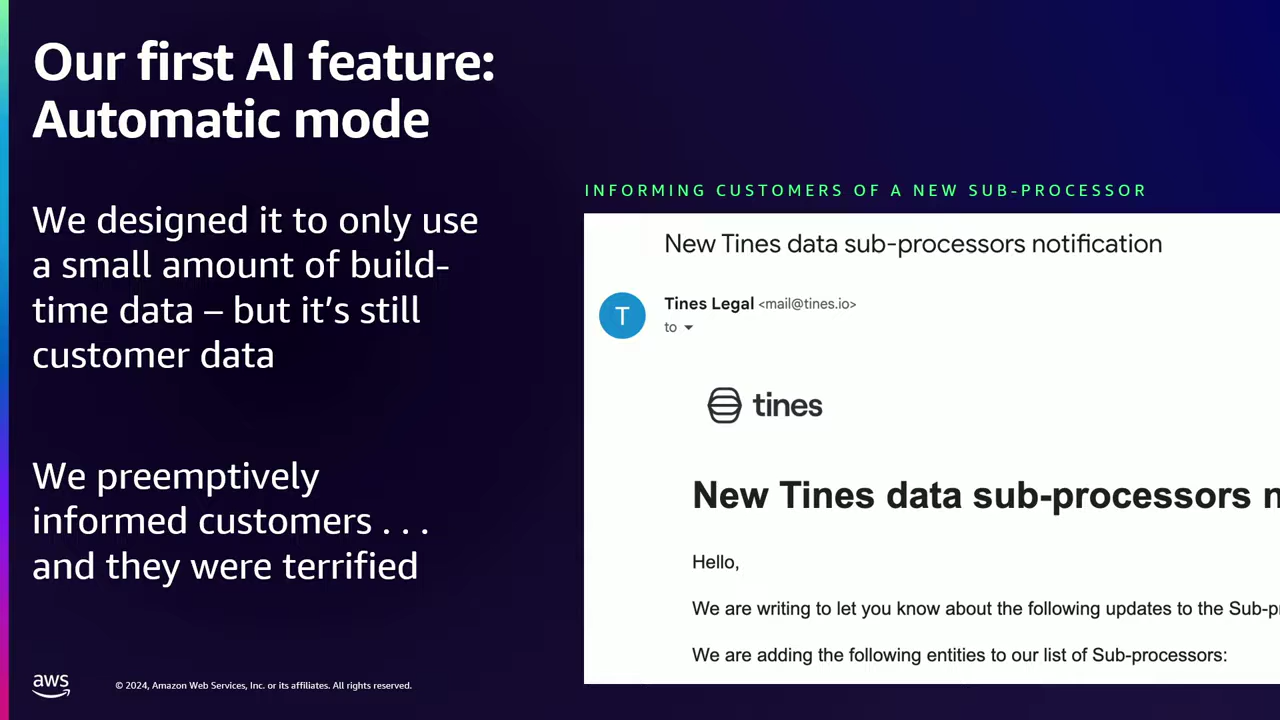 Our first AI feature:
Automatic mode
We designed it to only use
a small amount of build-
time data – but it’s still
customer data
We preemptively
informed customers . . .
and they were terrified
INFORMING CUSTOMERS OF A NEW SUB-PROCESSOR
New Tines data sub-processors notification
T
Tines Legal <mail@tines.io>
to
tines
New Tines data sub-processors n
Hello,
We are writing to let you know about the following updates to the Sub-p
We are adding the following entities to our list of Sub-processors:
aws
© 2024, Amazon Web Services, Inc. or its affiliates. All rights reserved.